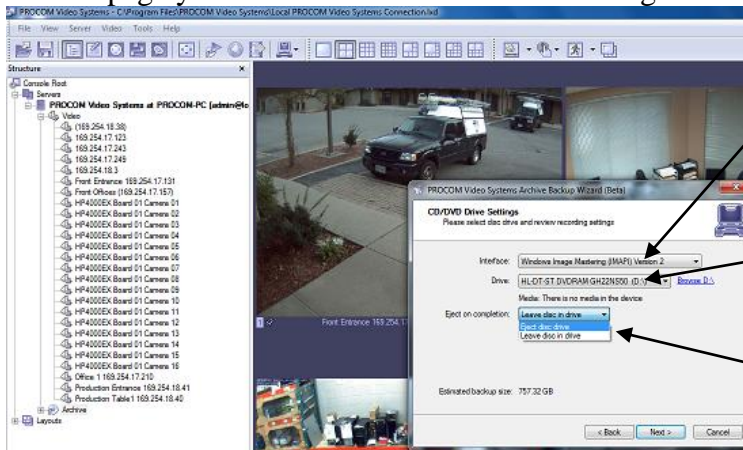 PROCOM Video Systems - C:\Program Files\PROCOM Video Systems\Local PROCOM Video Systems Connection.lxd
File View Server Video Tools Help
Structure
Console Root
Servers
PROCOM Video Systems at PROCOM-PC [admin@lo
Video
(169.254.18.38)
169.254.17.123
169.254.17.243
169.254.17.249
169.254.18.3
Front Entrance 169.254.17.131
Front Offices (169.254.17.157)
HP4000EX Board 01 Camera 01
HP4000EX Board 01 Camera 02
HP4000EX Board 01 Camera 03
HP4000EX Board 01 Camera 04
HP4000EX Board 01 Camera 05
HP4000EX Board 01 Camera 06
HP4000EX Board 01 Camera 07
HP4000EX Board 01 Camera 08
HP4000EX Board 01 Camera 09
HP4000EX Board 01 Camera 10
HP4000EX Board 01 Camera 11
HP4000EX Board 01 Camera 12
HP4000EX Board 01 Camera 13
HP4000EX Board 01 Camera 14
HP4000EX Board 01 Camera 15
HP4000EX Board 01 Camera 16
Office 1 169.254.17.210
Production Entrance 169.254.18.41
Production Table1 169.254.18.40
Archive
Layouts
1 Front Entrance 169.254.17
PROCOM Video Systems Archive Backup Wizard (Beta)
CD/DVD Drive Settings
Please select disc drive and review recording settings
Interface: Windows Image Mastering (IMAPI) Version 2
Drive: HL-DT-ST DVDRAM GH22NS50 (D:\) Browse D:\
Media: There is no media in the device
Eject on completion: Leave disc in drive
Eject disc drive
Leave disc in drive
Estimated backup size: 757.32 GB
< Back Next > Cancel